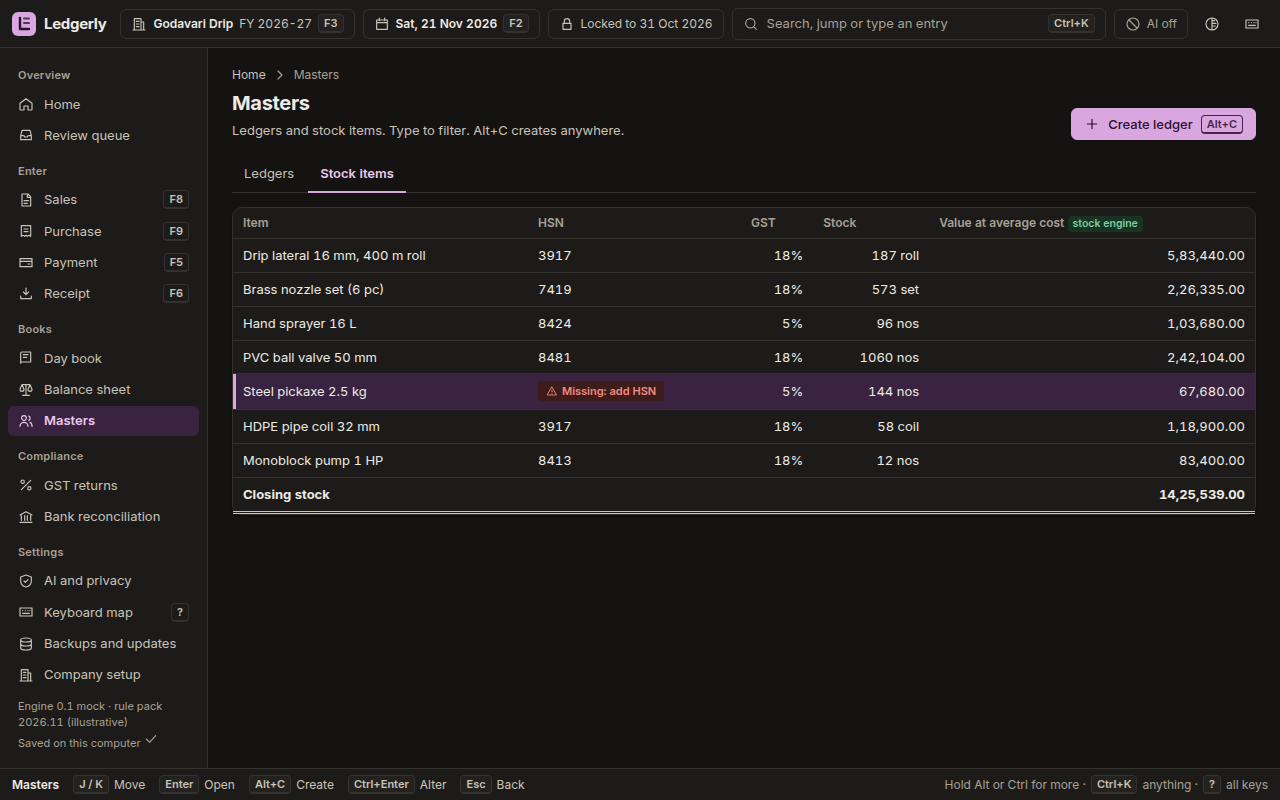 Ledgerly
Godavari Drip FY 2026-27 F3
Sat, 21 Nov 2026 F2
Locked to 31 Oct 2026
Search, jump or type an entry Ctrl+K
AI off
Overview
Home
Review queue
Enter
Sales F8
Purchase F9
Payment F5
Receipt F6
Books
Day book
Balance sheet
Masters
Compliance
GST returns
Bank reconciliation
Settings
AI and privacy
Keyboard map ?
Backups and updates
Company setup
Engine 0.1 mock · rule pack
2026.11 (illustrative)
Saved on this computer
Home > Masters
Masters
Ledgers and stock items. Type to filter. Alt+C creates anywhere.
+ Create ledger Alt+C
Ledgers Stock items
Item HSN GST Stock Value at average cost stock engine
Drip lateral 16 mm, 400 m roll 3917 18% 187 roll 5,83,440.00
Brass nozzle set (6 pc) 7419 18% 573 set 2,26,335.00
Hand sprayer 16 L 8424 5% 96 nos 1,03,680.00
PVC ball valve 50 mm 8481 18% 1060 nos 2,42,104.00
Steel pickaxe 2.5 kg Missing: add HSN 5% 144 nos 67,680.00
HDPE pipe coil 32 mm 3917 18% 58 coil 1,18,900.00
Monoblock pump 1 HP 8413 18% 12 nos 83,400.00
Closing stock 14,25,539.00
Masters J / K Move Enter Open Alt+C Create Ctrl+Enter Alter Esc Back
Hold Alt or Ctrl for more · Ctrl+K anything · ? all keys